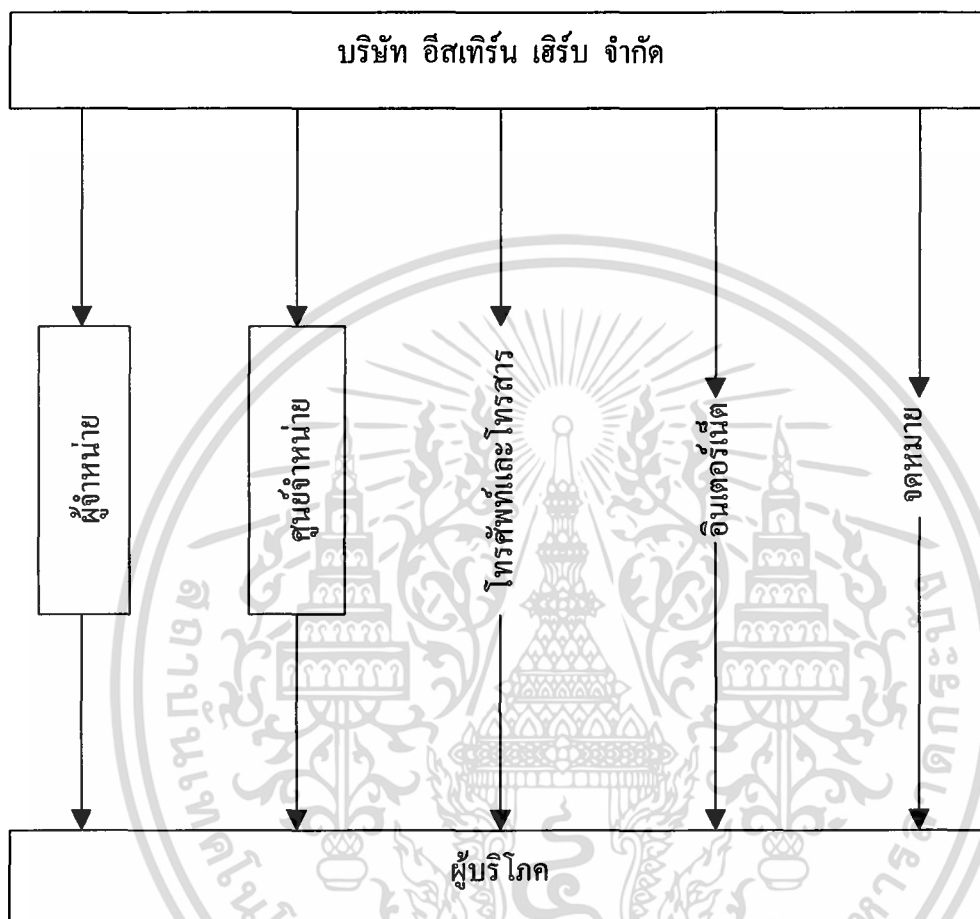 บริษัท อีสเทิร์น เฮิร์บ จำกัด
ผู้จำหน่าย
ศูนย์จำหน่าย
โทรศัพท์และโทรสาร
อินเตอร์เน็ต
จดหมาย
ผู้บริโภค